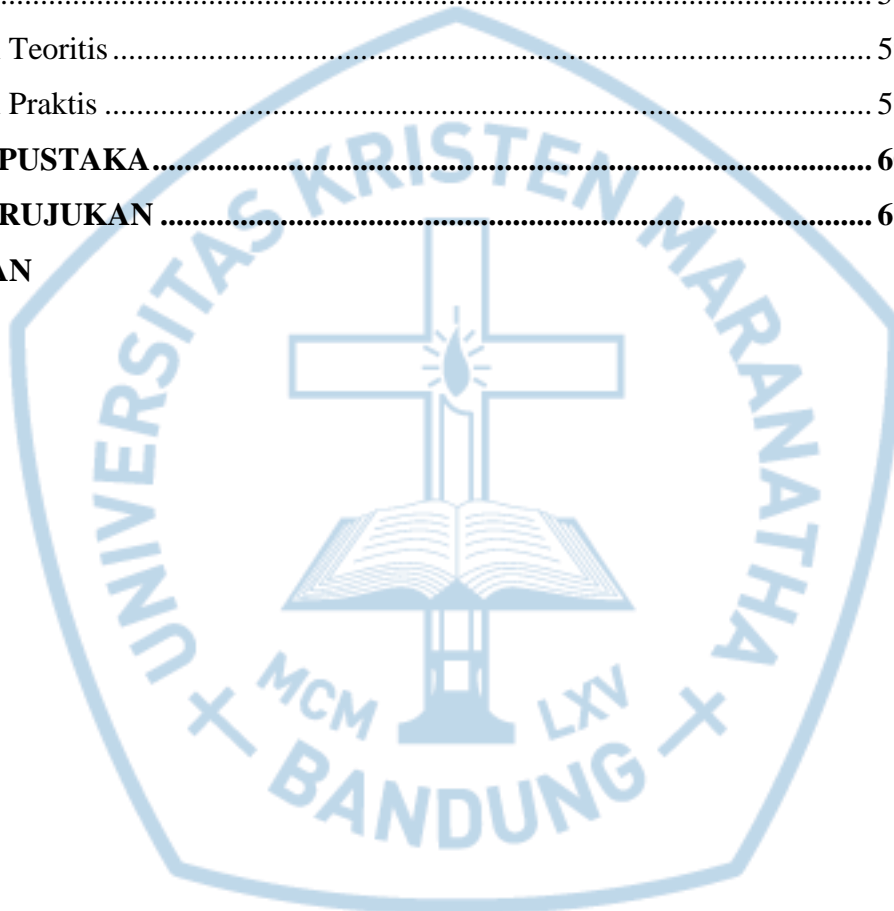 Teoritis ........................................................................................................ 5
Praktis ......................................................................................................... 5
PUSTAKA ................................................................................................. 6
RUJUKAN ................................................................................................ 6
AN
UNIVERSITAS KRISTEN MARANATHA
MCM LXV
BANDUNG